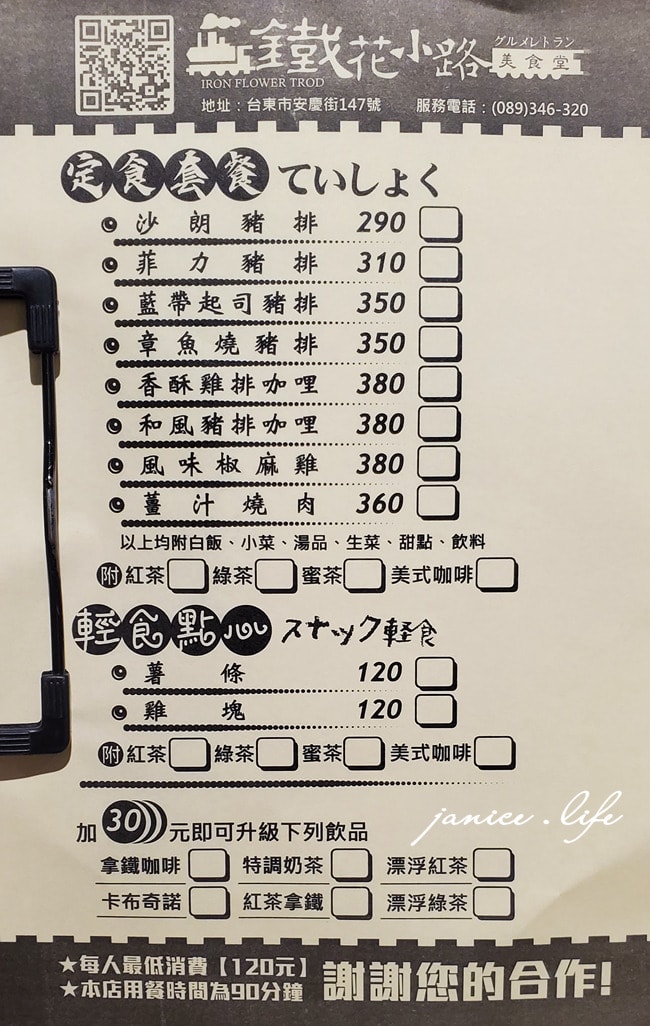 鐵花小路 グルメレトラン
美食堂
IRON FLOWER TROD
地址：台東市安慶街147號 服務電話：(089)346-320
定食套餐 ていしょく
沙朗豬排 290
菲力豬排 310
藍帶起司豬排 350
章魚燒豬排 350
香酥雞排咖哩 380
和風豬排咖哩 380
風味椒麻雞 380
薑汁燒肉 360
以上均附白飯、小菜、湯品、生菜、甜點、飲料
附 紅茶 綠茶 蜜茶 美式咖啡
輕食點心 スナック軽食
薯條 120
雞塊 120
附 紅茶 綠茶 蜜茶 美式咖啡
加30元即可升級下列飲品
janice.life
拿鐵咖啡 特調奶茶 漂浮紅茶
卡布奇諾 紅茶拿鐵 漂浮綠茶
★每人最低消費【120元】
★本店用餐時間為90分鐘
謝謝您的合作!